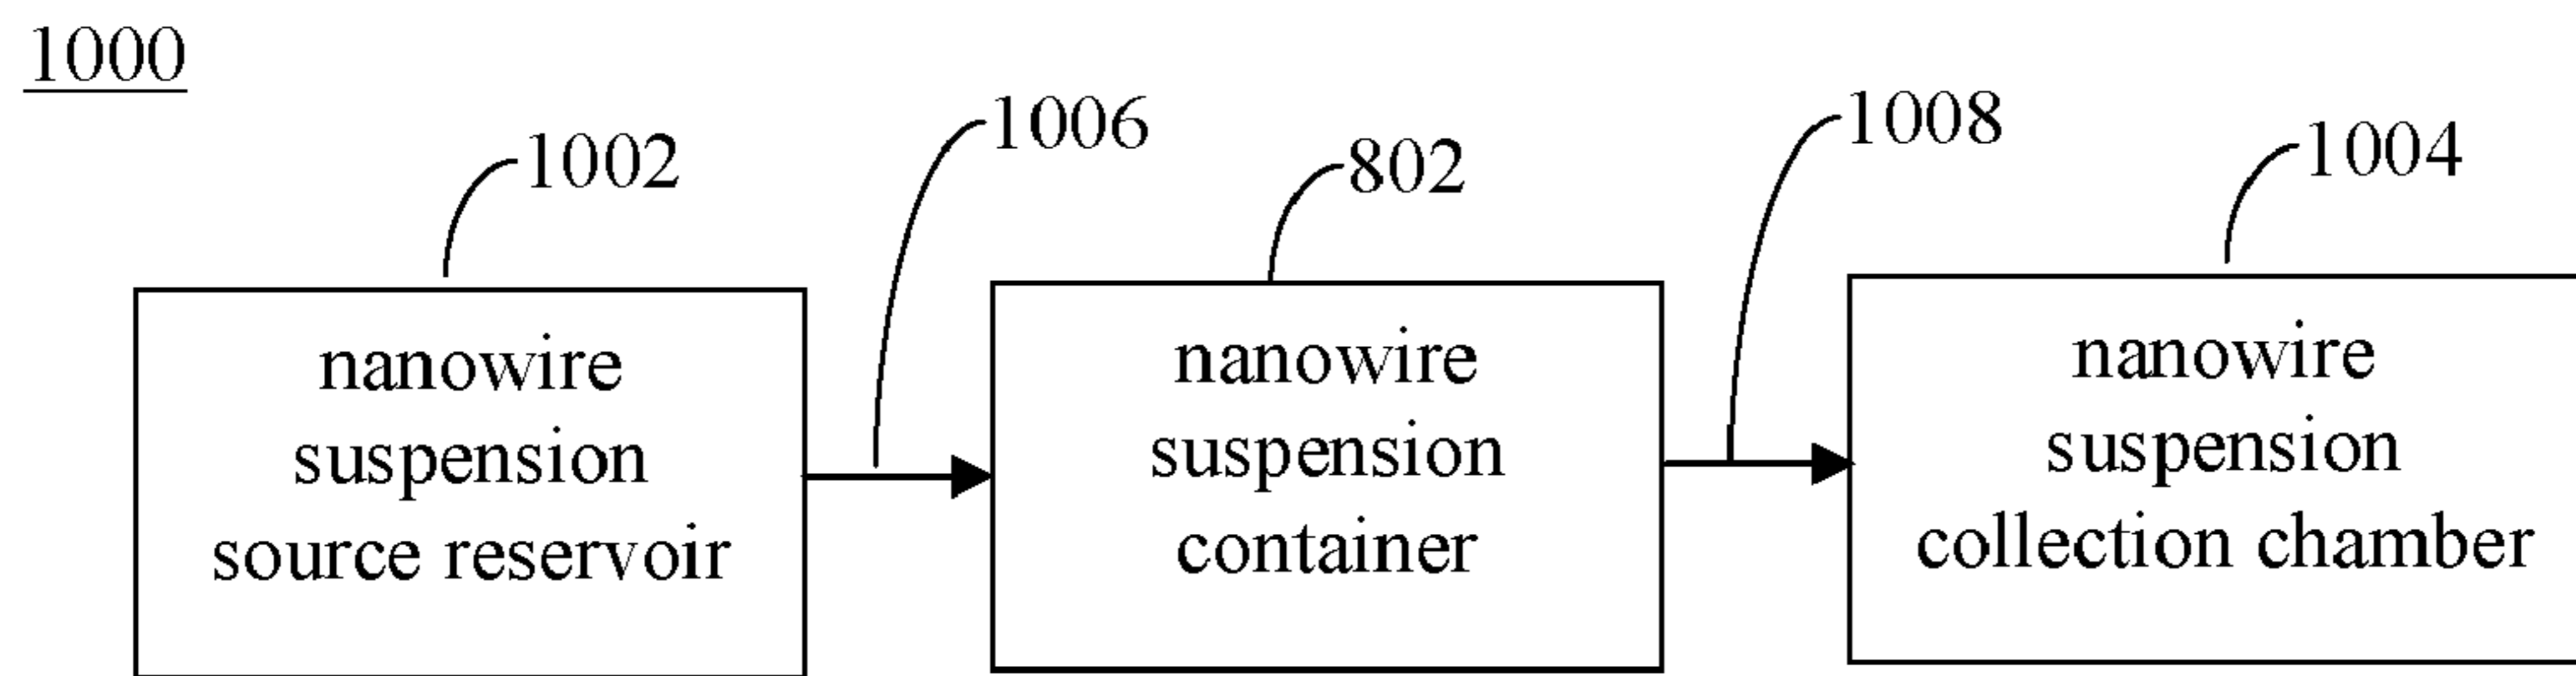 1000
1002
1006
802
1008
1004
nanowire
suspension
source reservoir
nanowire
suspension
container
nanowire
suspension
collection chamber